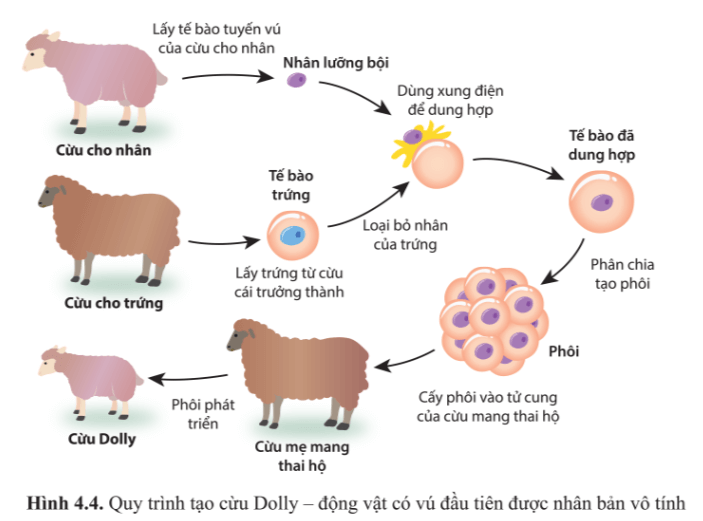 Lấy tế bào tuyến vú
của cừu cho nhân
Nhân lưỡng bội
Dùng xung điện
để dung hợp
Cừu cho nhân
Tế bào đã
dung hợp
Tế bào
trứng
Loại bỏ nhân
của trứng
Lấy trứng từ cừu
cái trưởng thành
Cừu cho trứng
Phân chia
tạo phôi
Phôi
Cấy phôi vào tử cung
của cừu mang thai hộ
Phôi phát
triển
Cừu Dolly
Cừu mẹ mang
thai hộ
Hình 4.4. Quy trình tạo cừu Dolly – động vật có vú đầu tiên được nhân bản vô tính